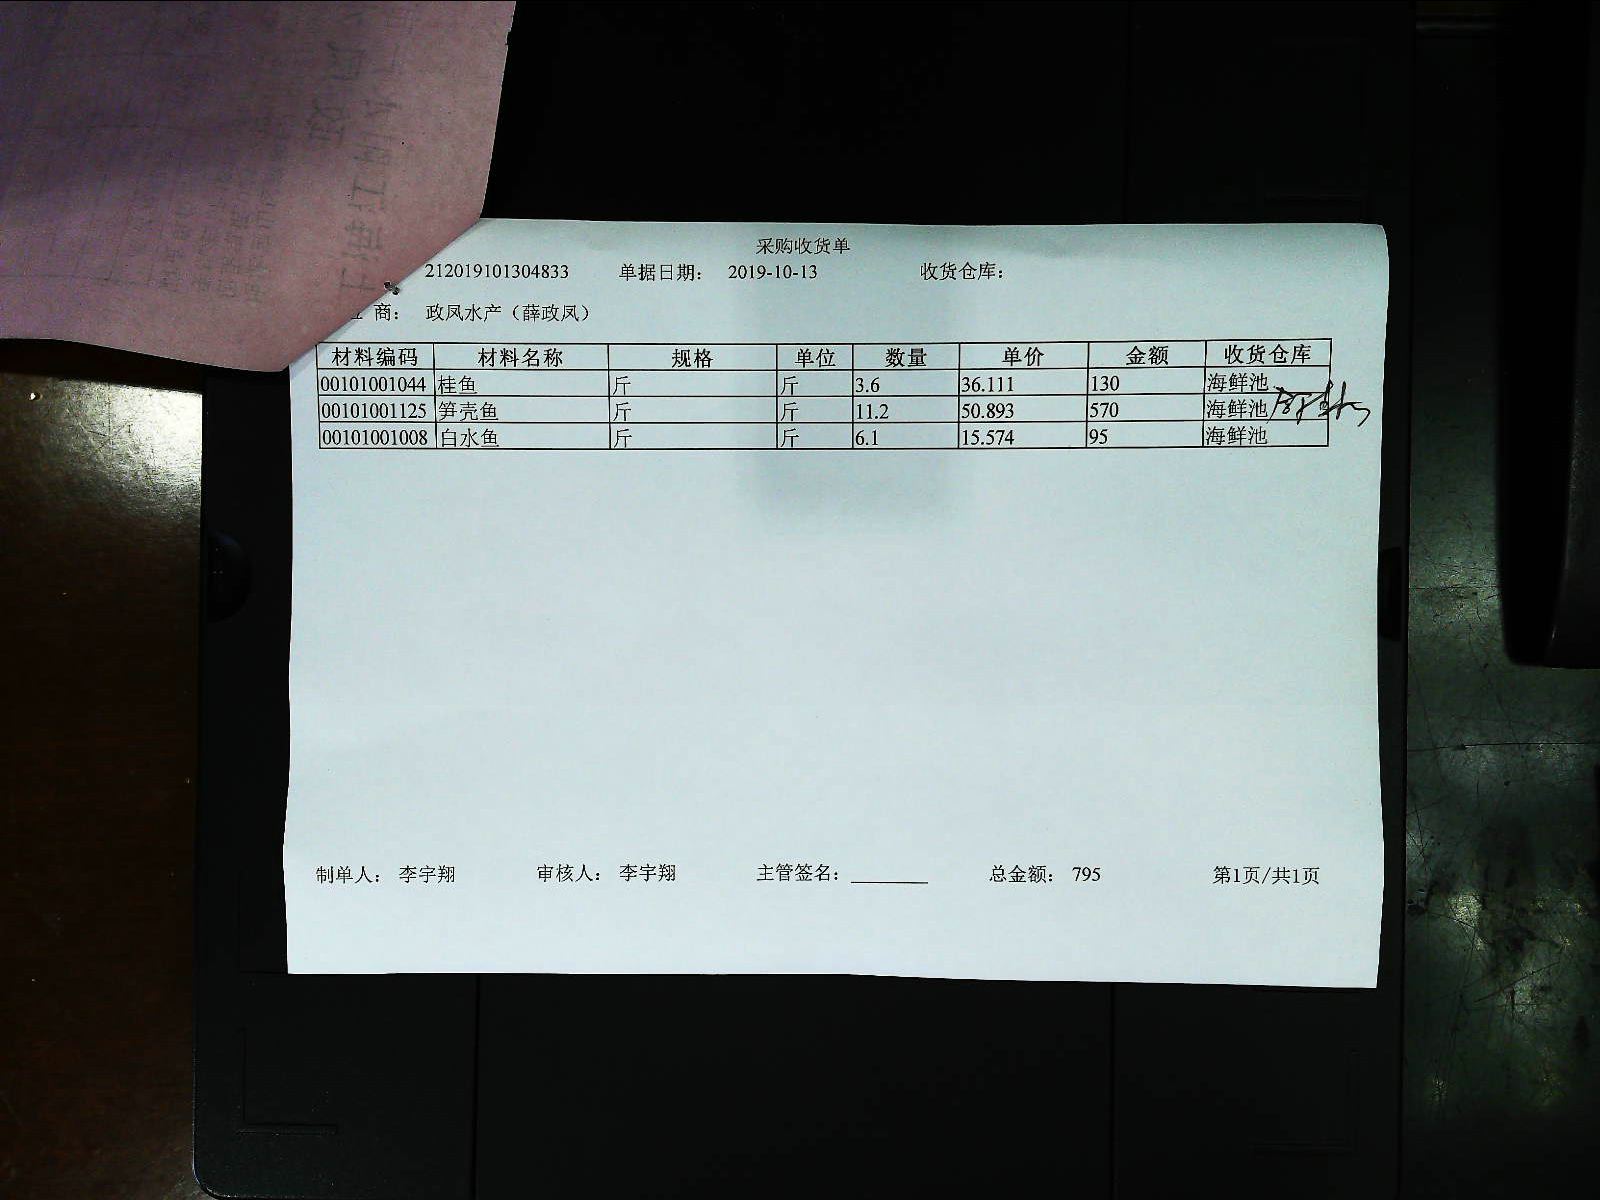 采购收货单
212019101304833 单据日期: 2019-10-13 收货仓库:
商: 政凤水产（薛政凤）
材料编码 材料名称 规格 单位 数量 单价 金额 收货仓库
00101001044 桂鱼 斤 斤 3.6 36.111 130 海鲜池
00101001125 笋壳鱼 斤 斤 11.2 50.893 570 海鲜池
00101001008 白水鱼 斤 斤 6.1 15.574 95 海鲜池
制单人: 李宇翔 审核人: 李宇翔 主管签名: 总金额: 795 第1页/共1页